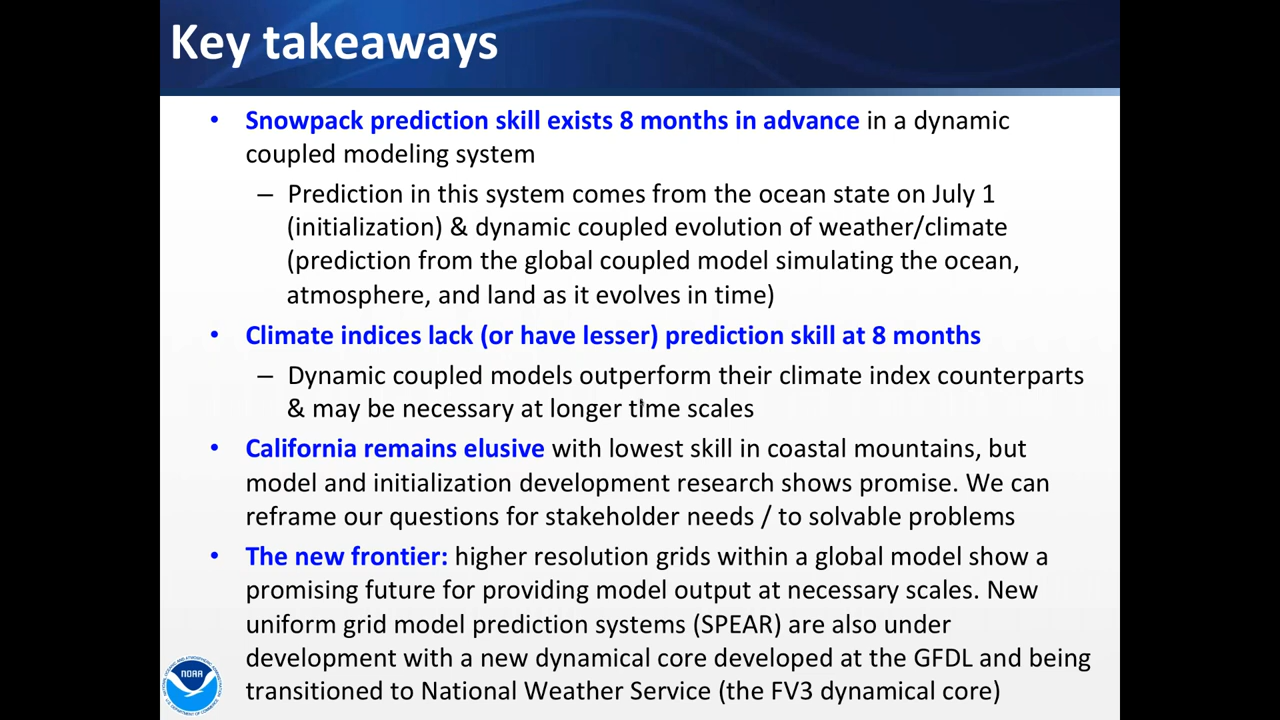 Key takeaways
• Snowpack prediction skill exists 8 months in advance in a dynamic
coupled modeling system
– Prediction in this system comes from the ocean state on July 1
(initialization) & dynamic coupled evolution of weather/climate
(prediction from the global coupled model simulating the ocean,
atmosphere, and land as it evolves in time)
• Climate indices lack (or have lesser) prediction skill at 8 months
– Dynamic coupled models outperform their climate index counterparts
& may be necessary at longer time scales
• California remains elusive with lowest skill in coastal mountains, but
model and initialization development research shows promise. We can
reframe our questions for stakeholder needs / to solvable problems
• The new frontier: higher resolution grids within a global model show a
promising future for providing model output at necessary scales. New
uniform grid model prediction systems (SPEAR) are also under
development with a new dynamical core developed at the GFDL and being
transitioned to National Weather Service (the FV3 dynamical core)
NOAA